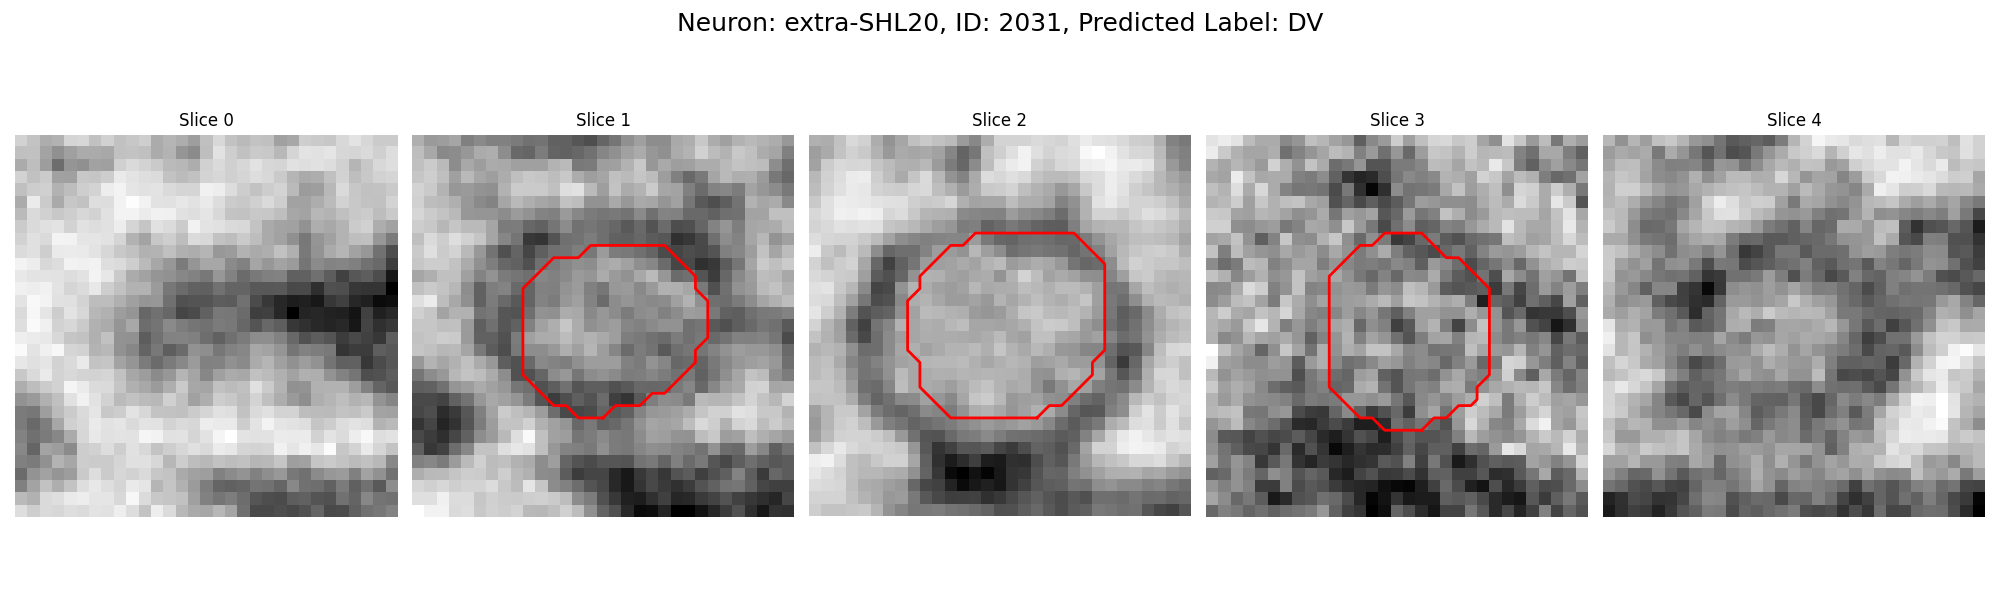 Neuron: extra-SHL20, ID: 2031, Predicted Label: DV
Slice 0
Slice 1
Slice 2
Slice 3
Slice 4